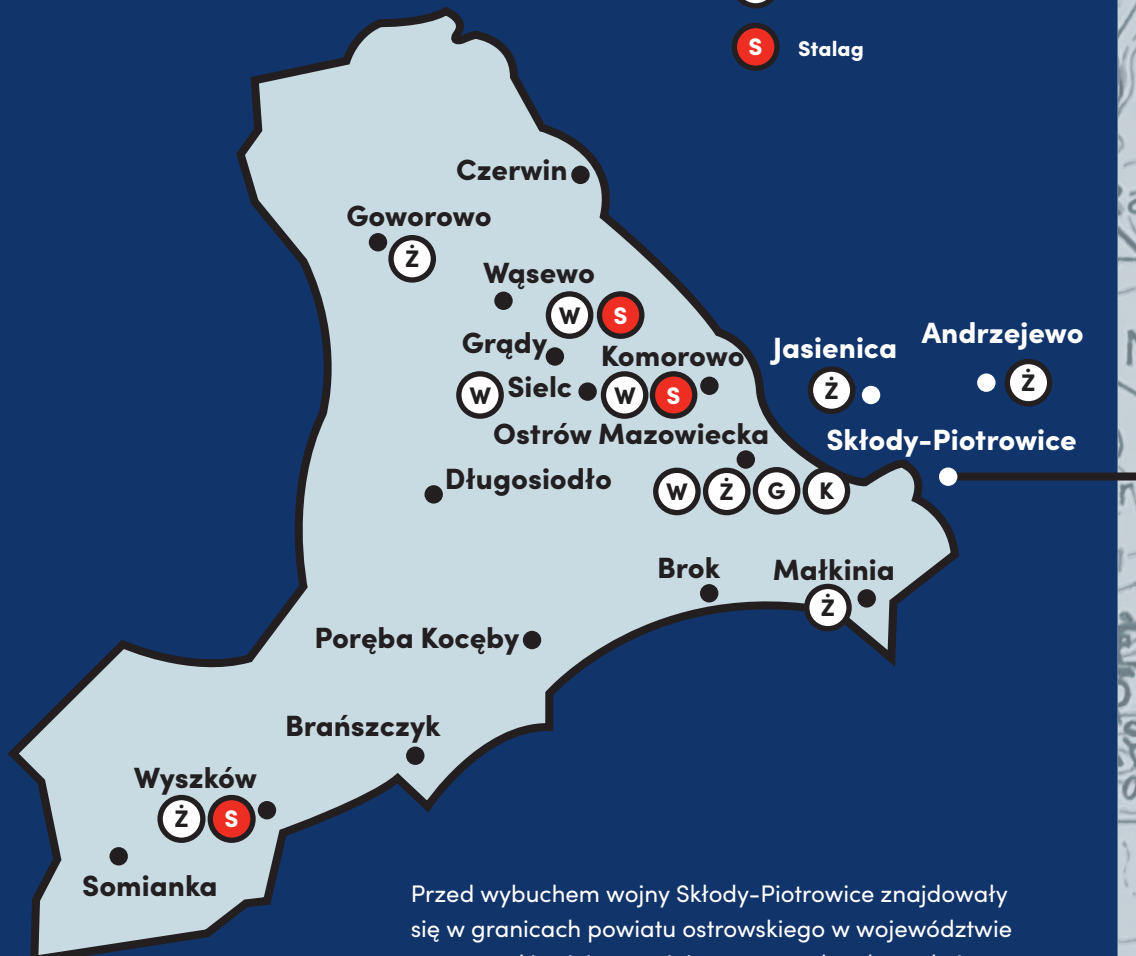 S Stalag
Czerwin
Goworowo
Ż
Wąsewo
W S
Andrzejewo
Ż
Jasienica
Ż
Grądy
Komorowo
W Sielc W S
Ostrów Mazowiecka
W Ż G K
Skłody-Piotrowice
Długosiodło
Brok
Małkinia
Ż
Poręba Kocęby
Brańszczyk
Wyszków
Ż S
Somianka
Przed wybuchem wojny Skłody-Piotrowice znajdowały
się w granicach powiatu ostrowskiego w województwie